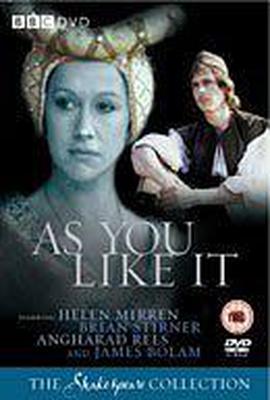 BBC DVD
AS YOU
LIKE IT
STARRING HELEN MIRREN
BRIAN STIRNER
ANGHARAD REES
AND JAMES BOLAM
DVD
THE Shakespeare COLLECTION